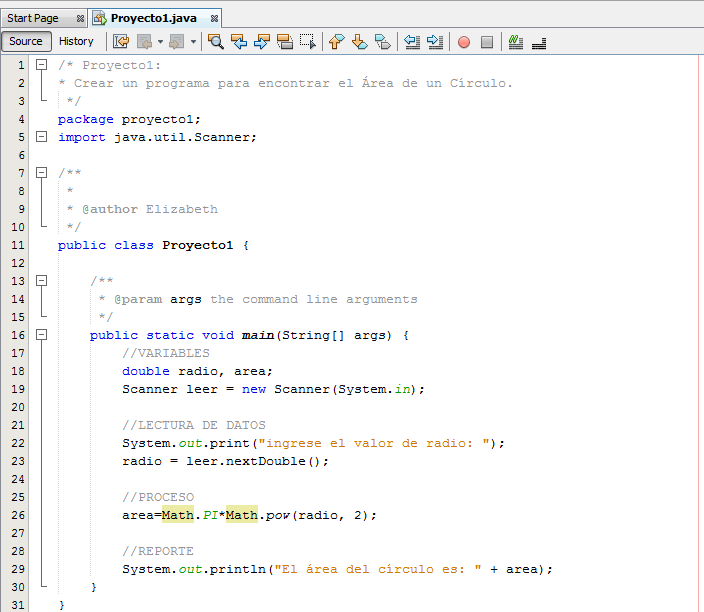 Start Page Proyecto1.java
Source History
1 /* Proyecto1:
2 * Crear un programa para encontrar el Área de un Círculo.
3 */
4 package proyecto1;
5 import java.util.Scanner;
6
7 /**
8 *
9 * @author Elizabeth
10 */
11 public class Proyecto1 {
12
13 /**
14 * @param args the command line arguments
15 */
16 public static void main(String[] args) {
17 //VARIABLES
18 double radio, area;
19 Scanner leer = new Scanner(System.in);
20
21 //LECTURA DE DATOS
22 System.out.print("ingrese el valor de radio: ");
23 radio = leer.nextDouble();
24
25 //PROCESO
26 area=Math.PI*Math.pow(radio, 2);
27
28 //REPORTE
29 System.out.println("El área del círculo es: " + area);
30 }
31 }